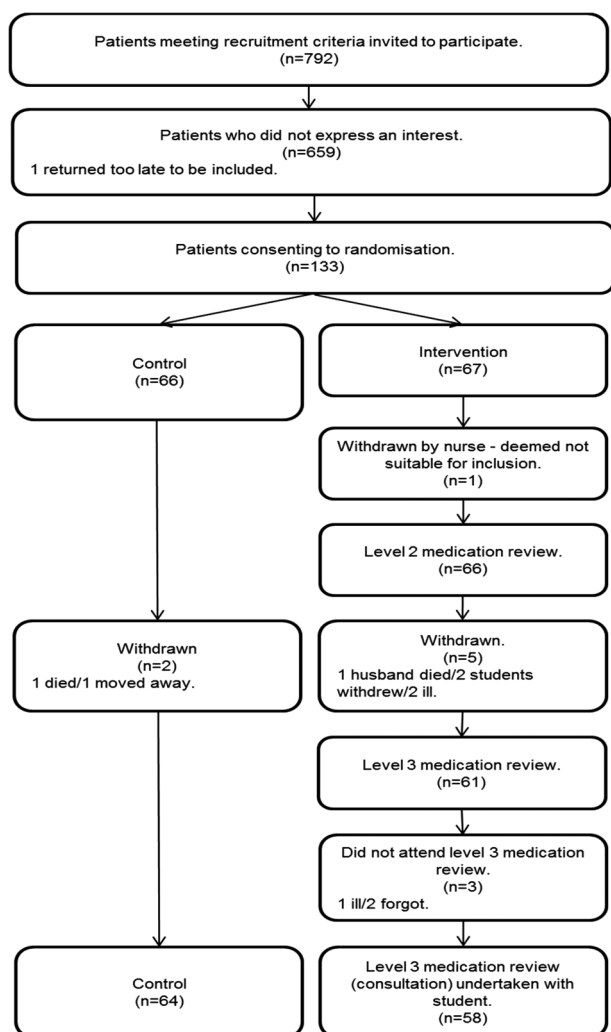 Patients meeting recruitment criteria invited to participate.
(n=792)
Patients who did not express an interest.
(n=659)
1 returned too late to be included.
Patients consenting to randomisation.
(n=133)
Control
(n=66)
Intervention
(n=67)
Withdrawn by nurse - deemed not
suitable for inclusion.
(n=1)
Level 2 medication review.
(n=66)
Withdrawn
(n=2)
1 died/1 moved away.
Withdrawn.
(n=5)
1 husband died/2 students
withdrew/2 ill.
Level 3 medication review.
(n=61)
Did not attend level 3 medication
review.
(n=3)
1 ill/2 forgot.
Control
(n=64)
Level 3 medication review
(consultation) undertaken with
student.
(n=58)